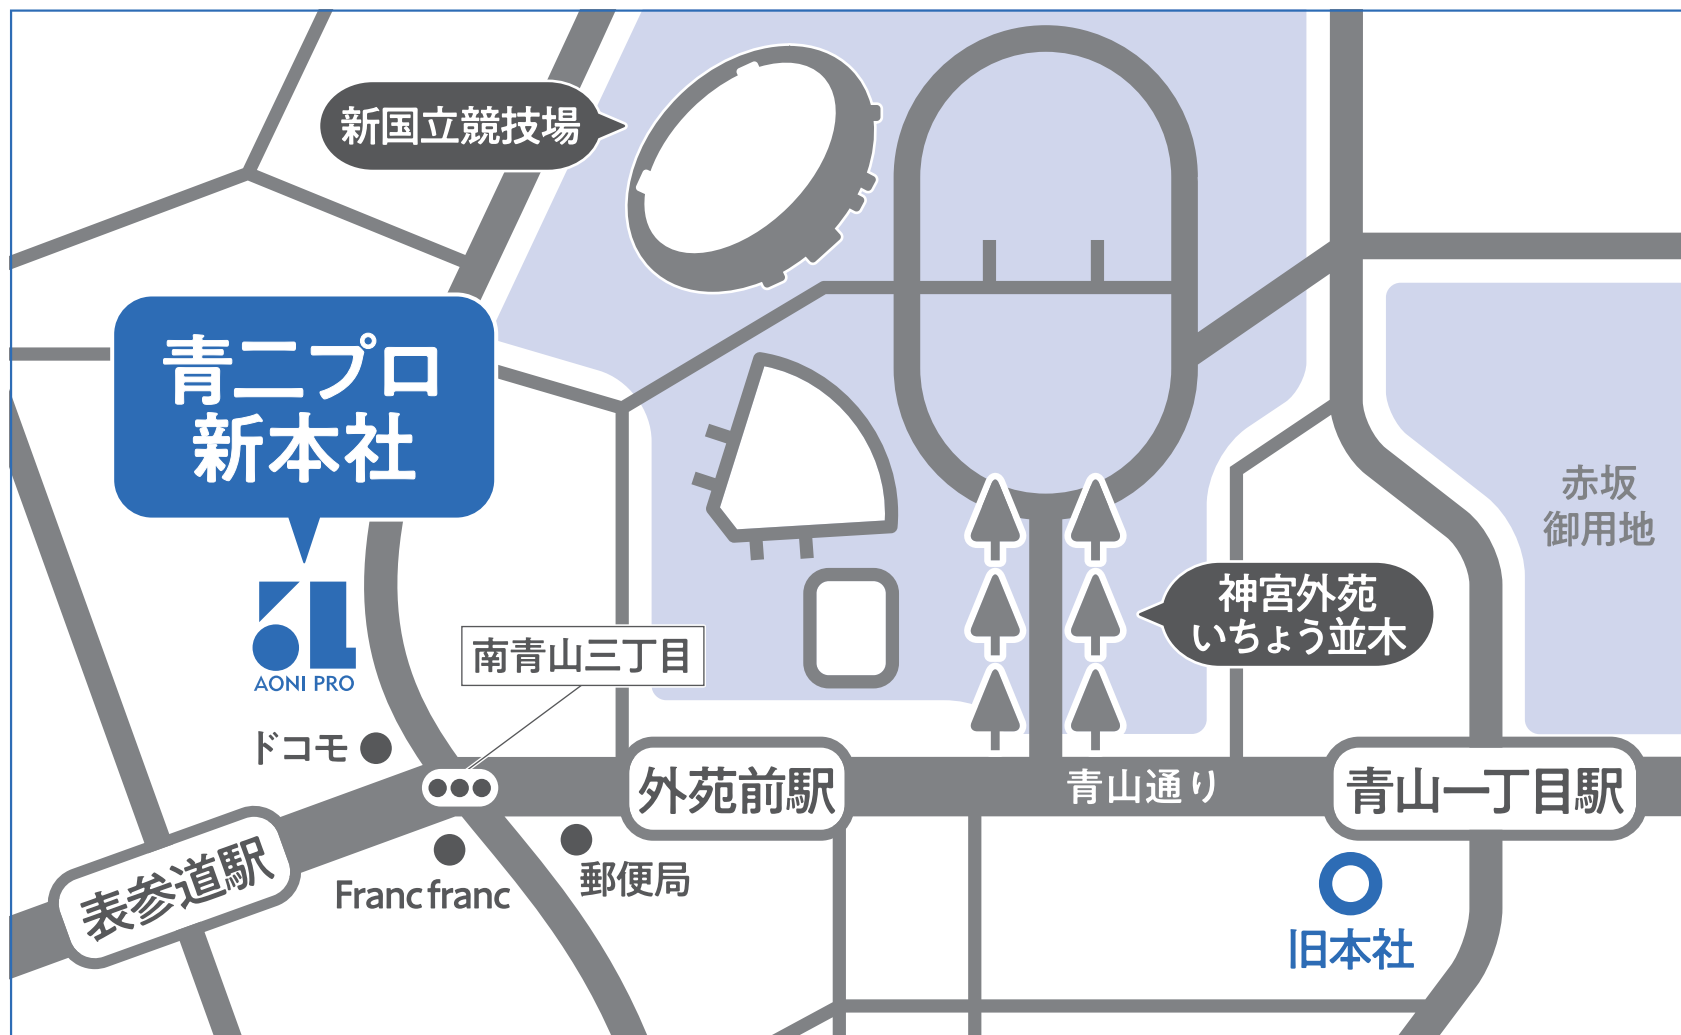 新国立競技場
青二プロ
新本社
赤坂
御用地
神宮外苑
いちょう並木
AONI PRO
南青山三丁目
ドコモ
外苑前駅
青山通り
青山一丁目駅
表参道駅
Franc franc
郵便局
旧本社